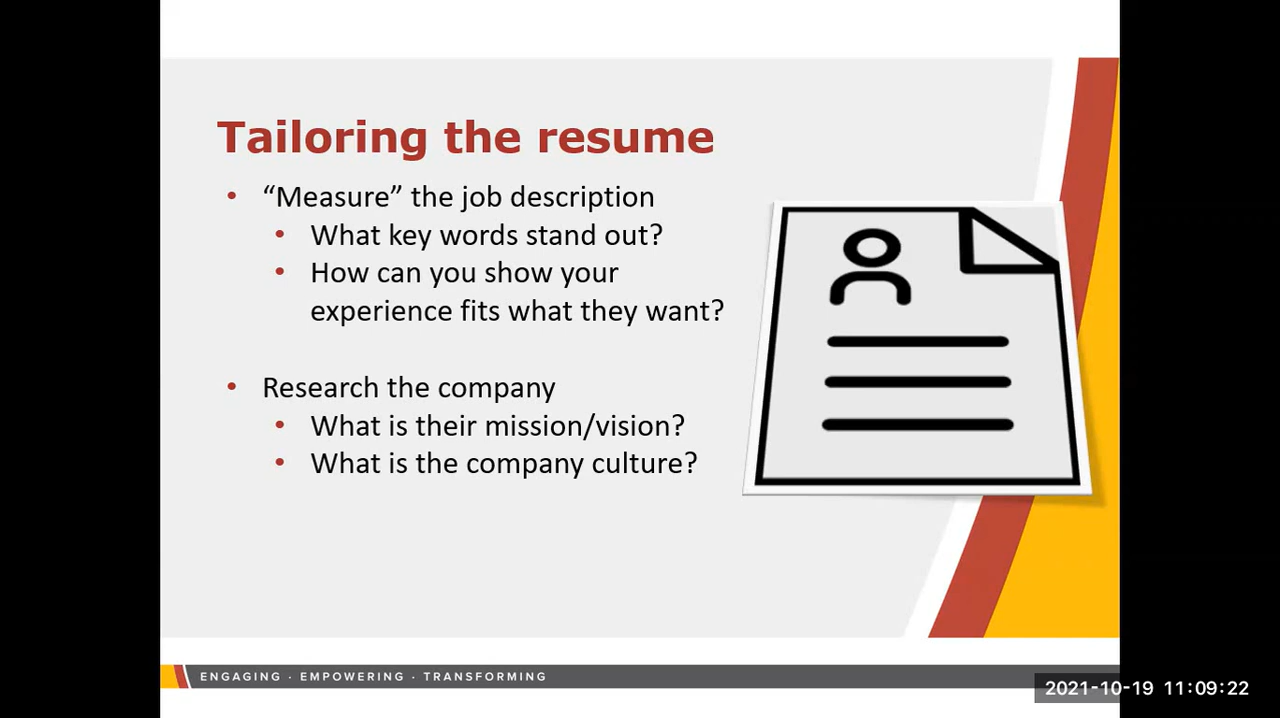 Tailoring the resume
• “Measure” the job description
• What key words stand out?
• How can you show your
experience fits what they want?
• Research the company
• What is their mission/vision?
• What is the company culture?
ENGAGING · EMPOWERING · TRANSFORMING
2021-10-19 11:09:22